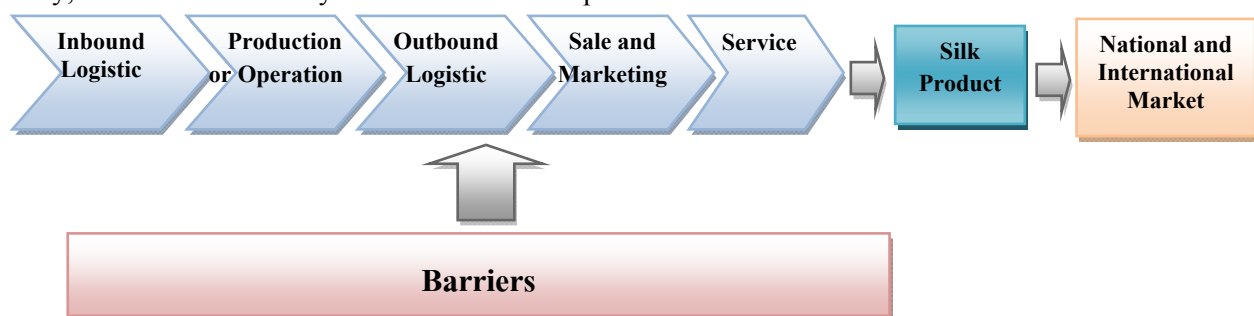 Inbound
Logistic
Production
or Operation
Outbound
Logistic
Sale and
Marketing
Service
Silk
Product
National and
International
Market
Barriers